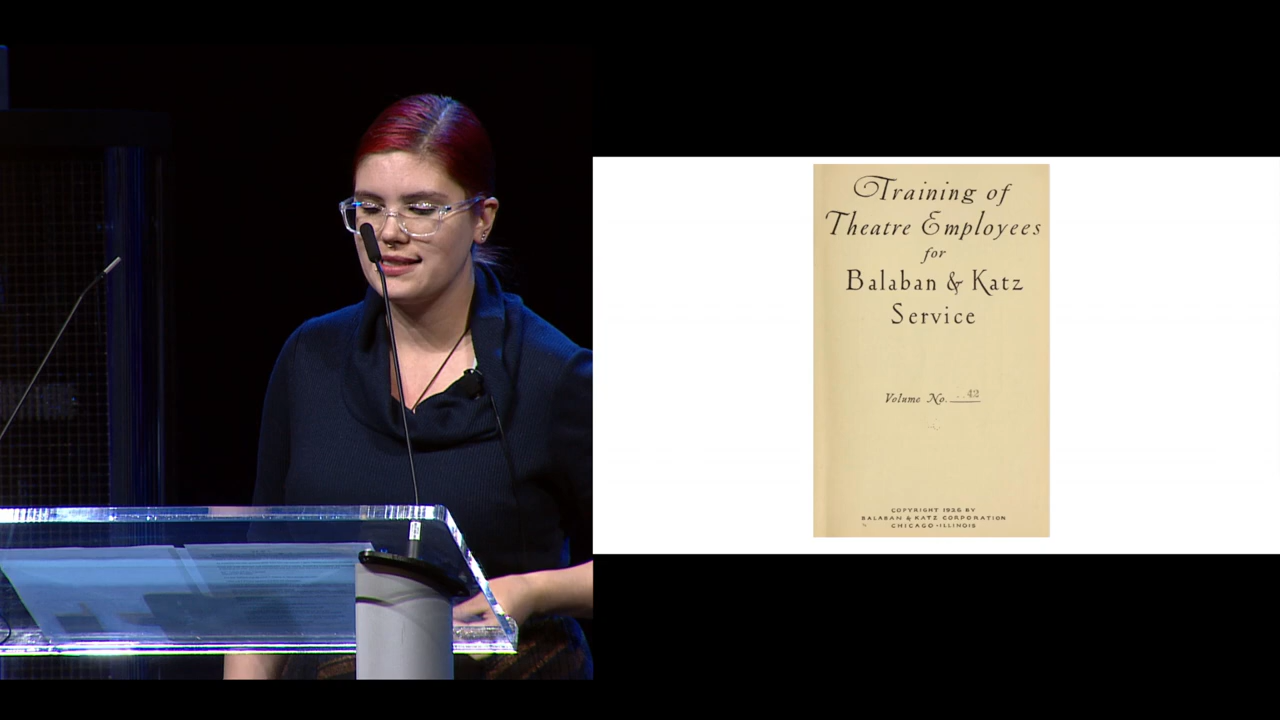 Training of
Theatre Employees
for
Balaban & Katz
Service
Volume No. ..42
COPYRIGHT 1926 BY
BALABAN & KATZ CORPORATION
CHICAGO-ILLINOIS